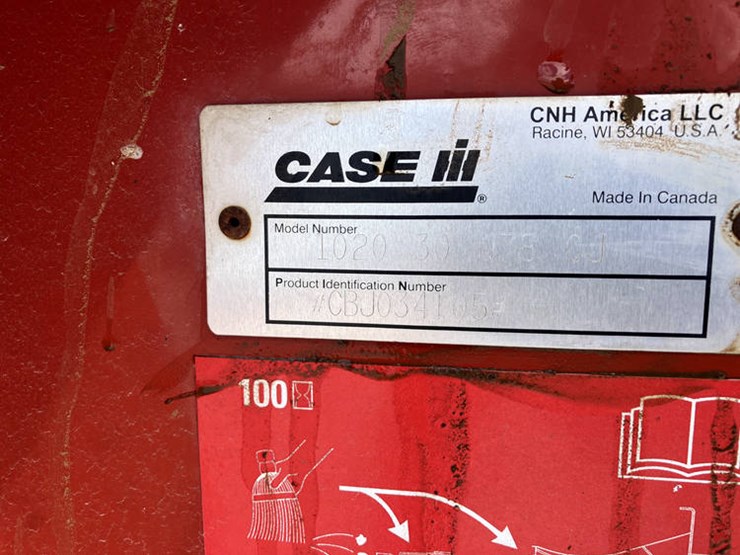 CNH America LLC
Racine, WI 53404 U.S.A.
CASE IH
®
Made In Canada
Model Number
1020 30
Product Identification Number
#CBJ034105
100